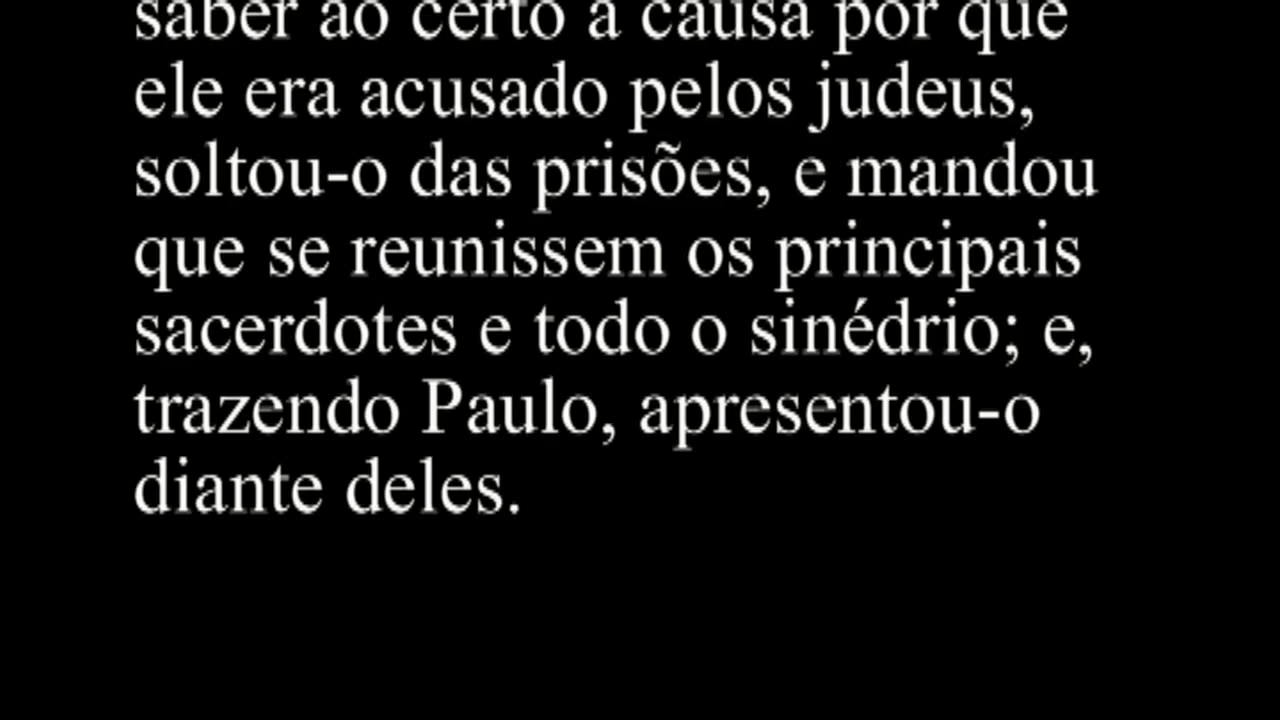 saber ao certo a causa por que
ele era acusado pelos judeus,
soltou-o das prisões, e mandou
que se reunissem os principais
sacerdotes e todo o sinédrio; e,
trazendo Paulo, apresentou-o
diante deles.